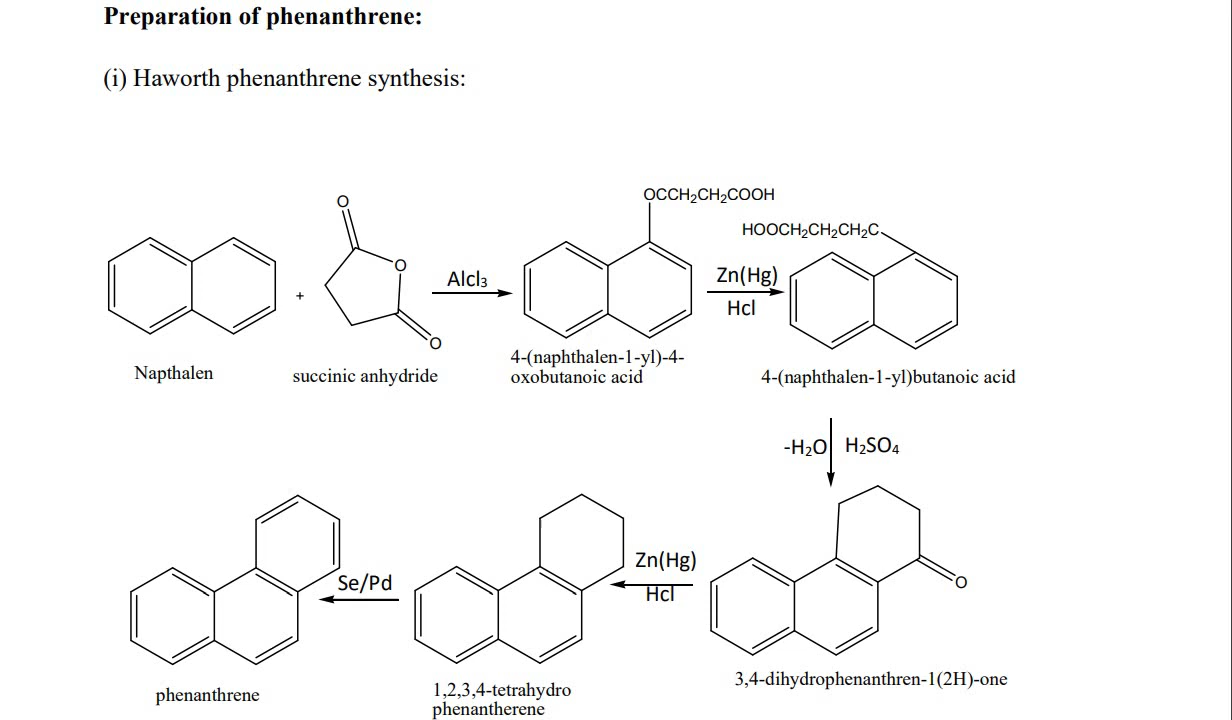 Preparation of phenanthrene:
(i) Haworth phenanthrene synthesis:
O
O
O
+
Alcl₃
OCCH₂CH₂COOH
Zn(Hg)
Hcl
HOOCH₂CH₂CH₂C
Napthalen
succinic anhydride
4-(naphthalen-1-yl)-4-
oxobutanoic acid
4-(naphthalen-1-yl)butanoic acid
-H₂O
H₂SO₄
O
Zn(Hg)
Hcl
Se/Pd
3,4-dihydrophenanthren-1(2H)-one
1,2,3,4-tetrahydro
phenantherene
phenanthrene